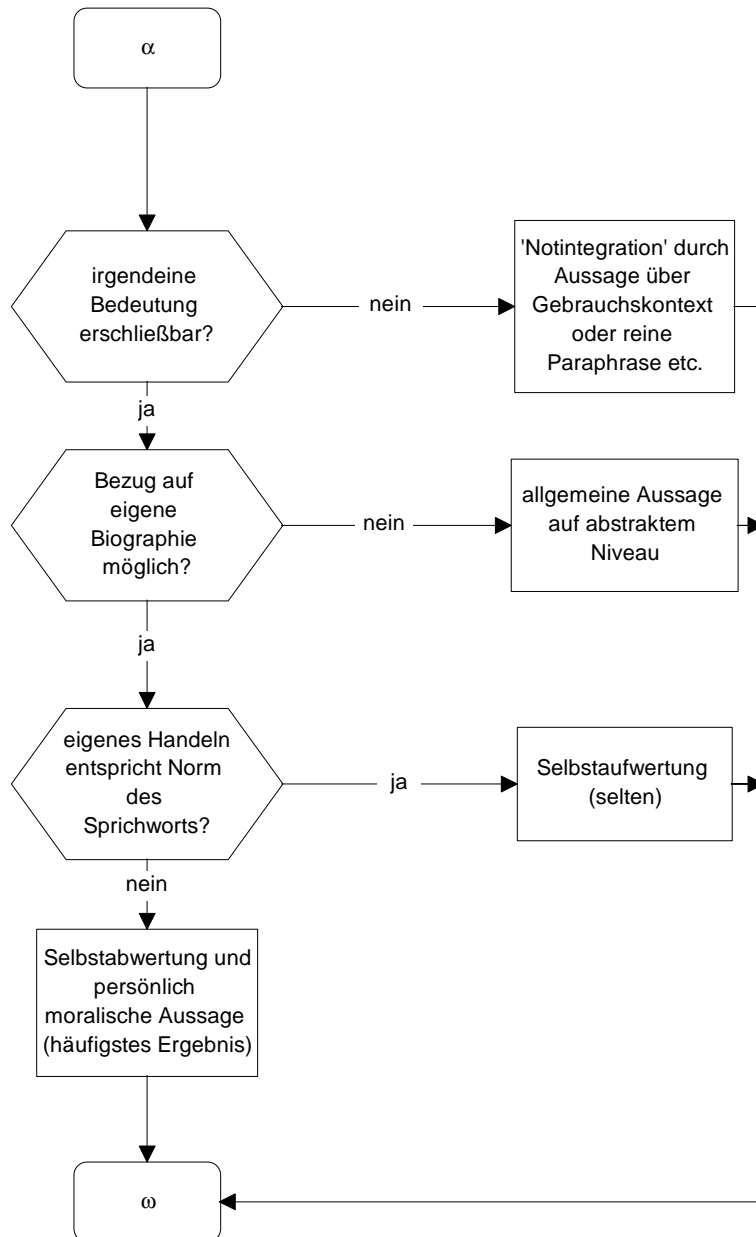 α
irgendeine
Bedeutung
erschließbar?
nein
'Notintegration' durch
Aussage über
Gebrauchskontext
oder reine
Paraphrase etc.
ja
Bezug auf
eigene
Biographie
möglich?
nein
allgemeine Aussage
auf abstraktem
Niveau
ja
eigenes Handeln
entspricht Norm
des
Sprichworts?
ja
Selbstaufwertung
(selten)
nein
Selbstabwertung und
persönlich
moralische Aussage
(häufigstes Ergebnis)
ω